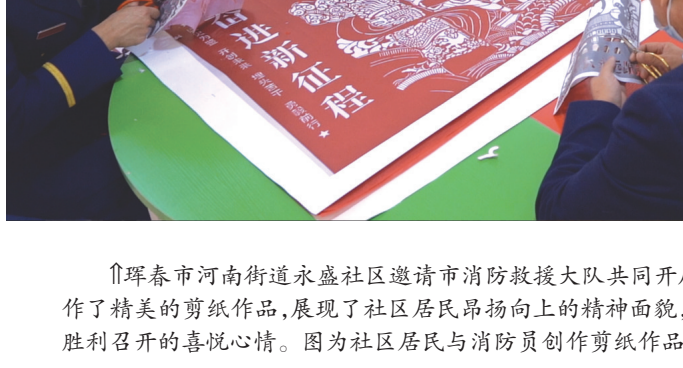 奋进新征程
⇑珲春市河南街道永盛社区邀请市消防救援大队共同开
作了精美的剪纸作品,展现了社区居民昂扬向上的精神面貌,
胜利召开的喜悦心情。图为社区居民与消防员创作剪纸作品